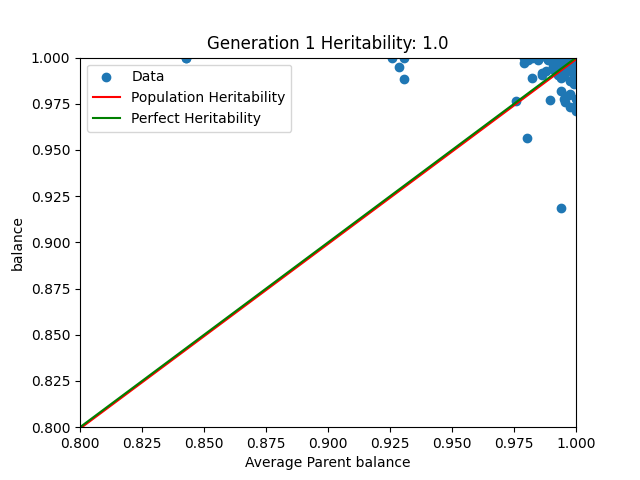 Generation 1 Heritability: 1.0
Data
Population Heritability
Perfect Heritability
balance
1.000
0.975
0.950
0.925
0.900
0.875
0.850
0.825
0.800
0.800 0.825 0.850 0.875 0.900 0.925 0.950 0.975 1.000
Average Parent balance